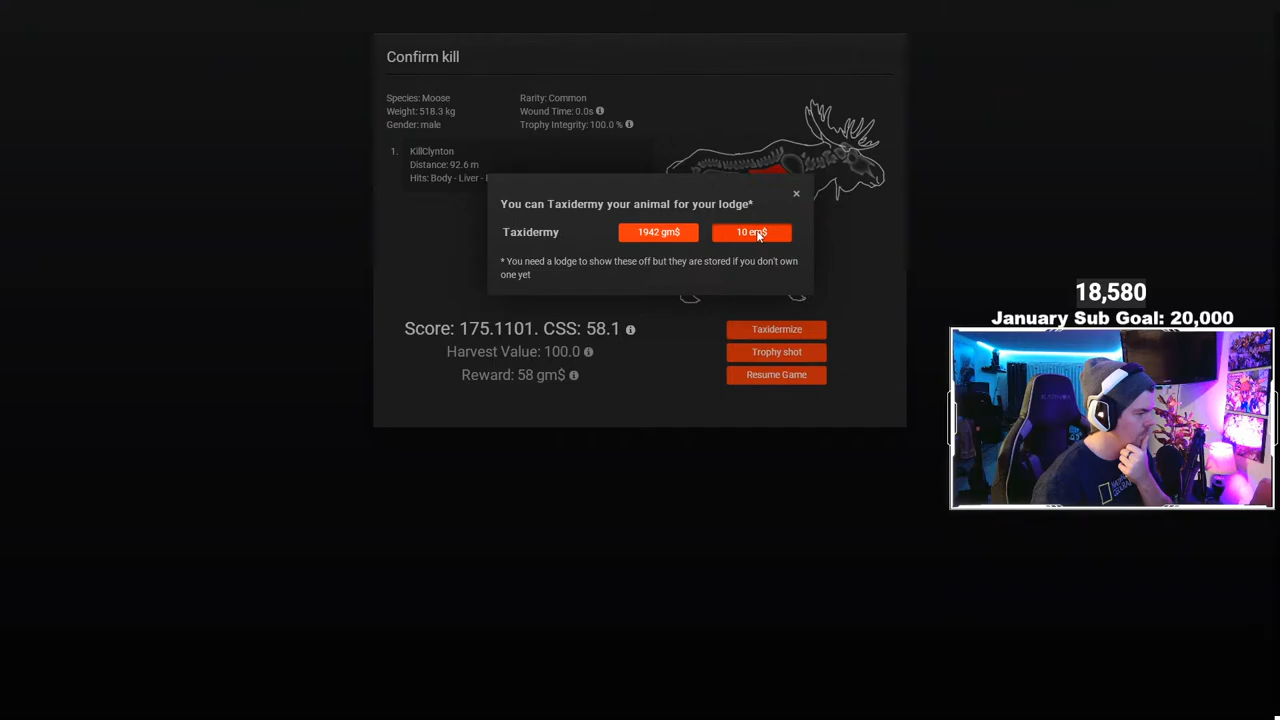 Confirm kill
Species: Moose
Weight: 518.3 kg
Gender: male
Rarity: Common
Wound Time: 0.0s
Trophy Integrity: 100.0 %
1. KillClynton
Distance: 92.6 m
Hits: Body - Liver -
You can Taxidermy your animal for your lodge*
Taxidermy 1942 gm$ 10 em$
* You need a lodge to show these off but they are stored if you don't own
one yet
Score: 175.1101. CSS: 58.1
Harvest Value: 100.0
Reward: 58 gm$
Taxidermize
Trophy shot
Resume Game
18,580
January Sub Goal: 20,000